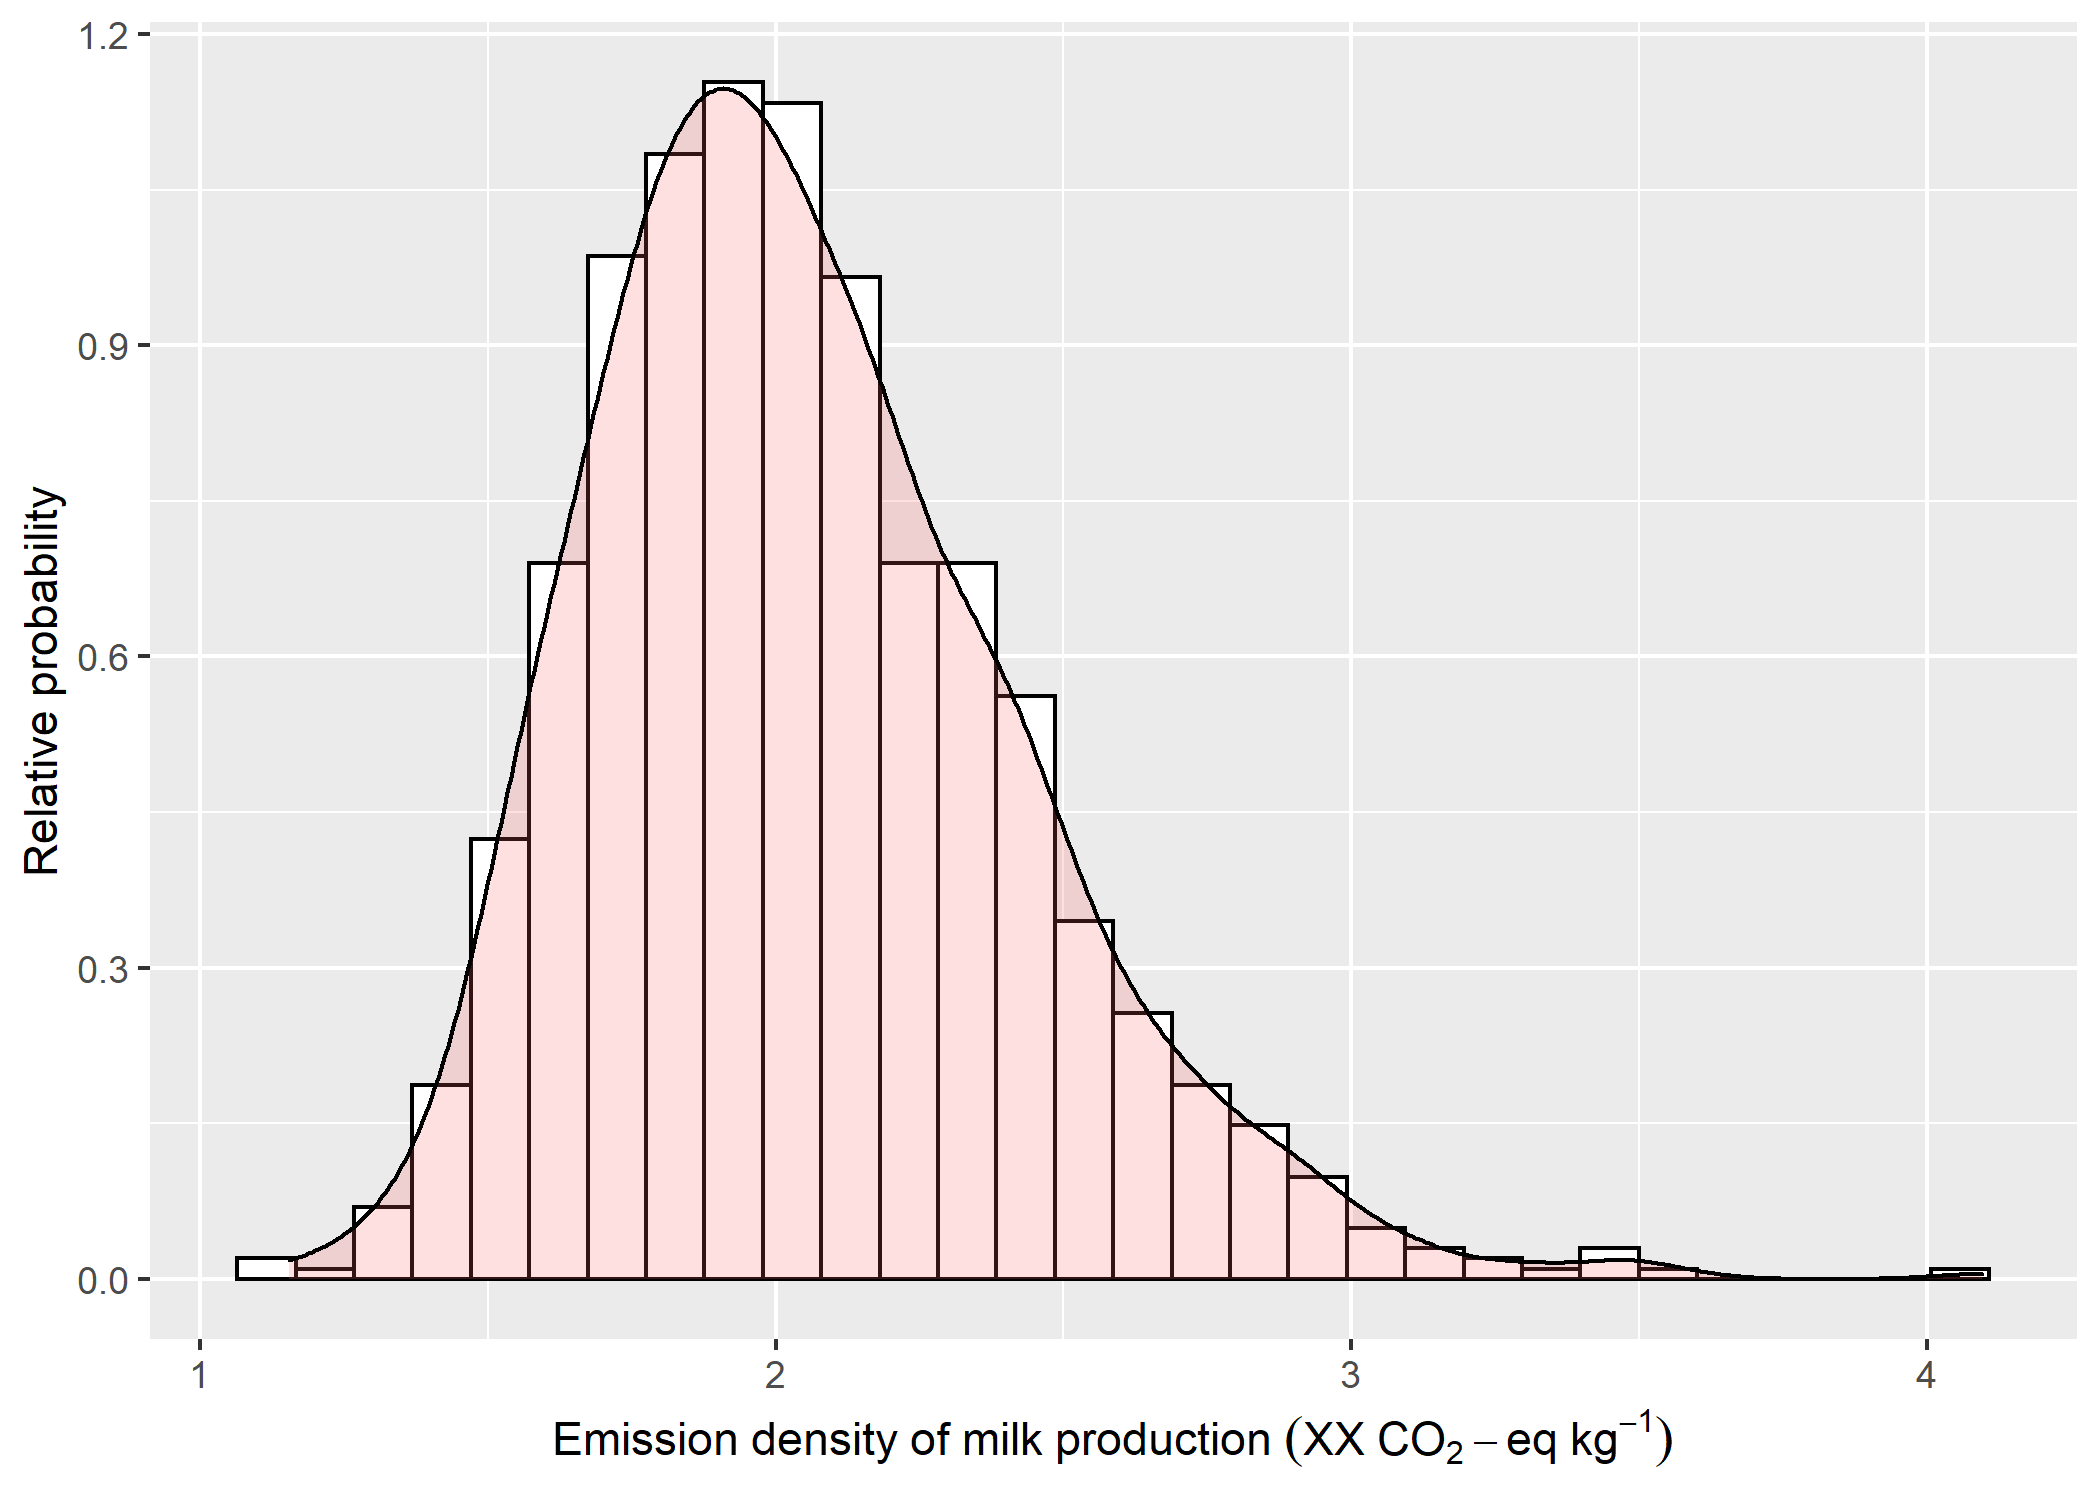 1.2
0.9
0.6
0.3
0.0
Relative probability
1 2 3 4
Emission density of milk production (XX CO₂ – eq kg⁻¹)